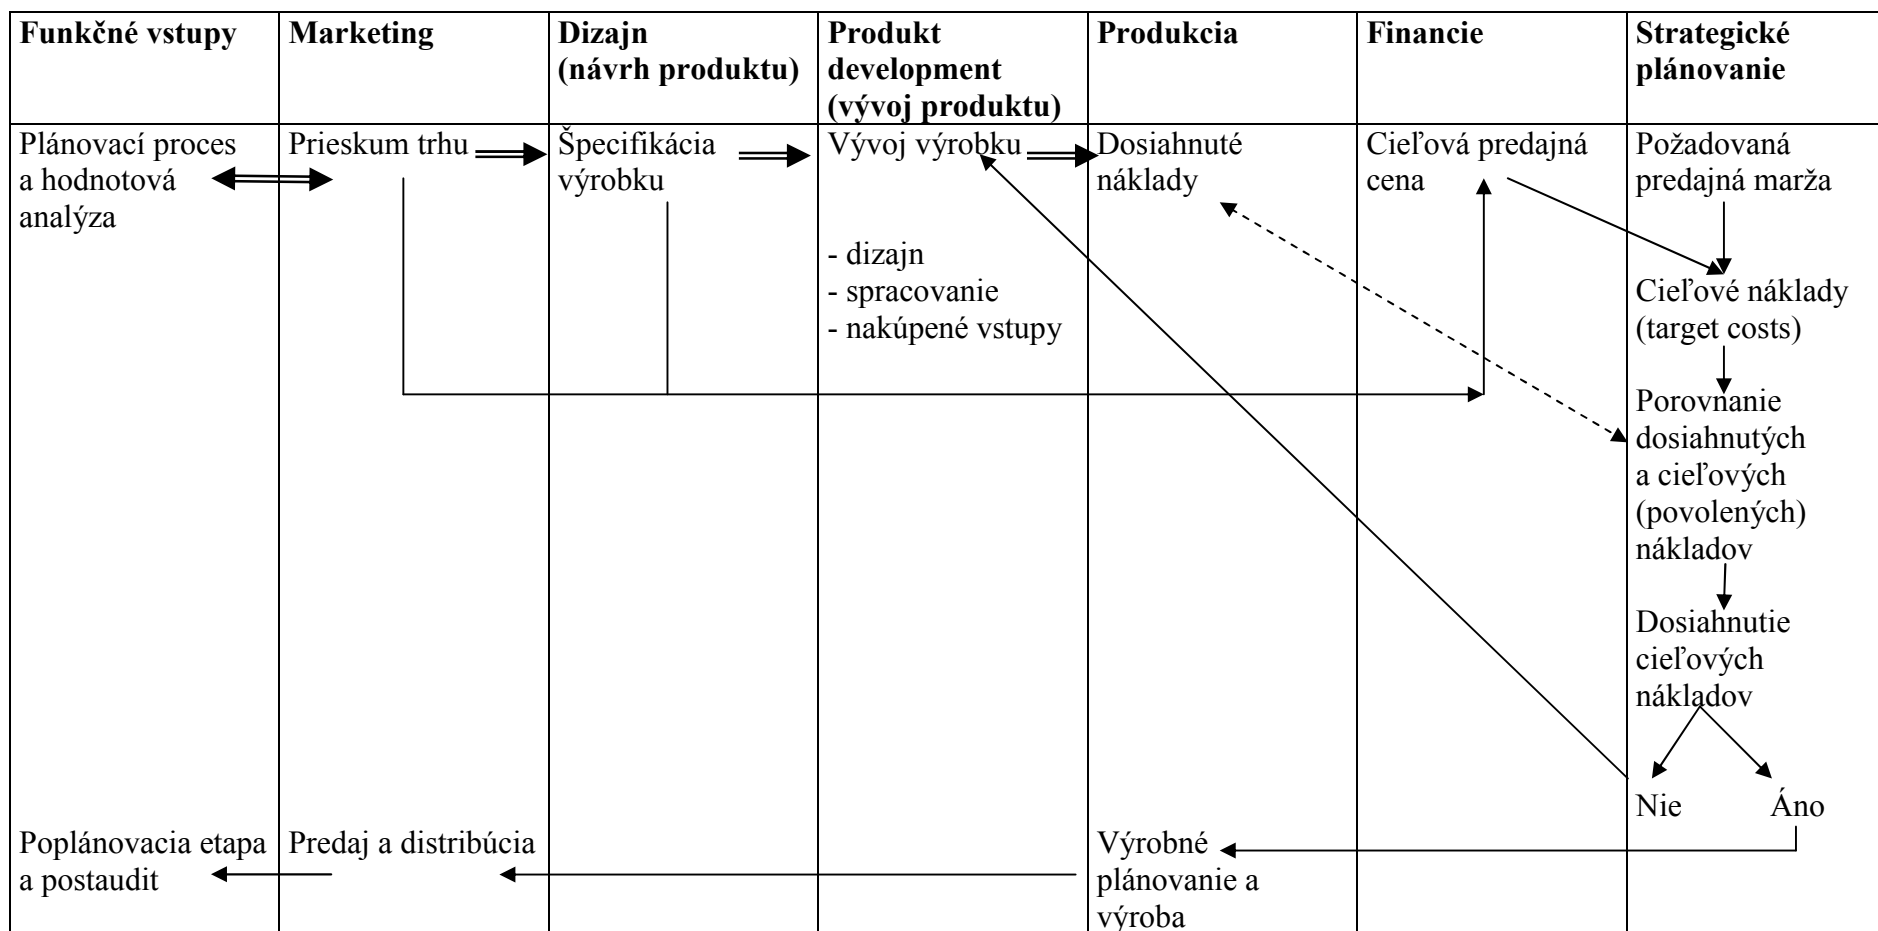 Funkčné vstupy
Marketing
Dizajn
(návrh produktu)
Produkt
development
(vývoj produktu)
Produkcia
Financie
Strategické
plánovanie
Plánovací proces
a hodnotová
analýza
Prieskum trhu
Špecifikácia
výrobku
Vývoj výrobku
- dizajn
- spracovanie
- nakúpené vstupy
Dosiahnuté
náklady
Cieľová predajná
cena
Požadovaná
predajná marža
Cieľové náklady
(target costs)
Porovnanie
dosiahnutých
a cieľových
(povolených)
nákladov
Dosiahnutie
cieľových
nákladov
Nie
Áno
Poplánovacia etapa
a postaudit
Predaj a distribúcia
Výrobné
plánovanie a
výroba